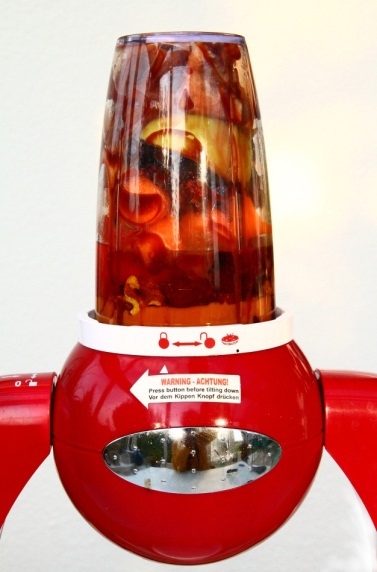 WARNING - ACHTUNG!
Press button before tilting down
Vor dem Kippen Knopf drücken